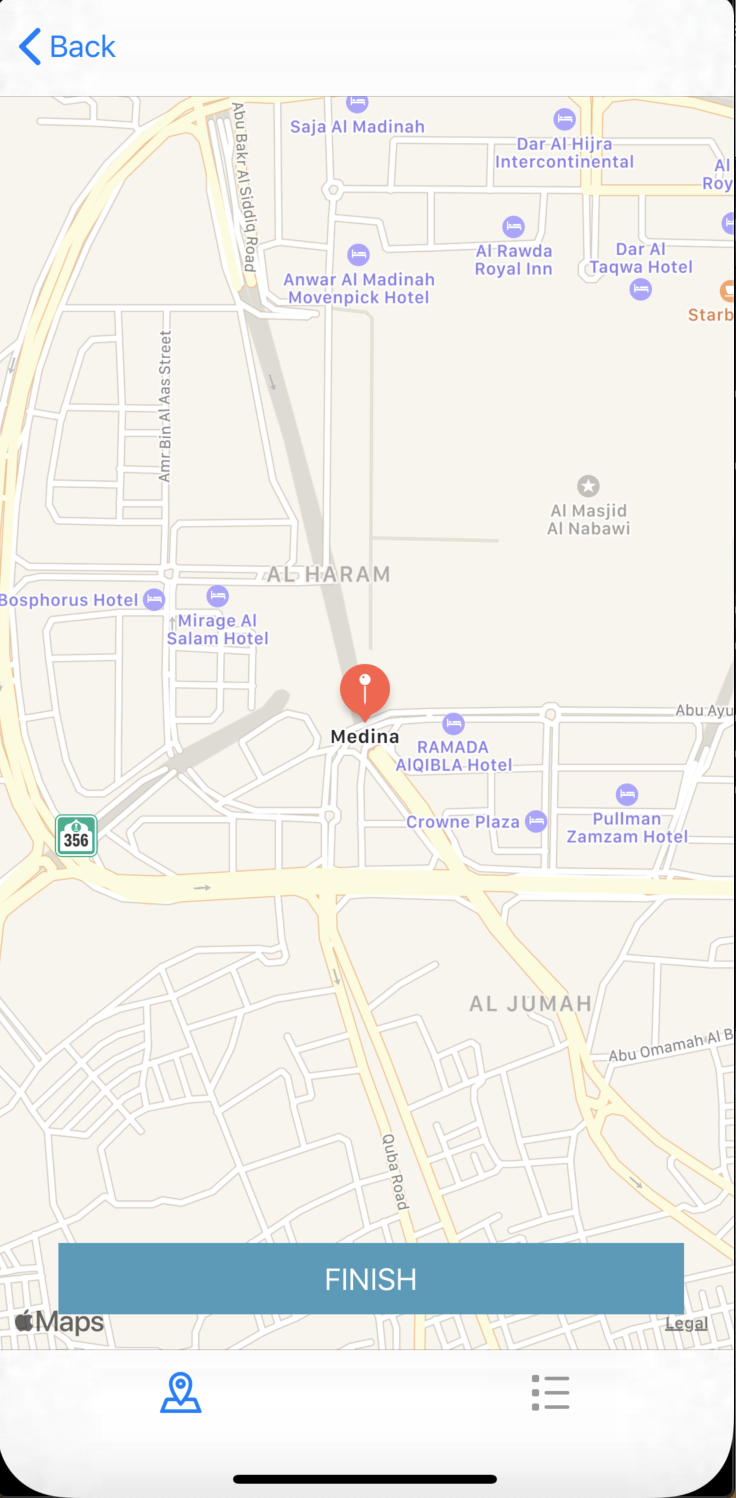 Back
Abu Bakr Al Siddiq Road
Saja Al Madinah
Dar Al Hijra
Intercontinental
Al
Roy
Al Rawda
Royal Inn
Dar Al
Taqwa Hotel
Anwar Al Madinah
Movenpick Hotel
Starb
Amr Bin Al Aas Street
Al Masjid
Al Nabawi
AL HARAM
Bosphorus Hotel
Mirage Al
Salam Hotel
Abu Ayu
Medina
RAMADA
AIQIBLA Hotel
Pullman
Zamzam Hotel
Crowne Plaza
356
AL JUMAH
Abu Omamah Al B
Quba Road
FINISH
Maps
Legal